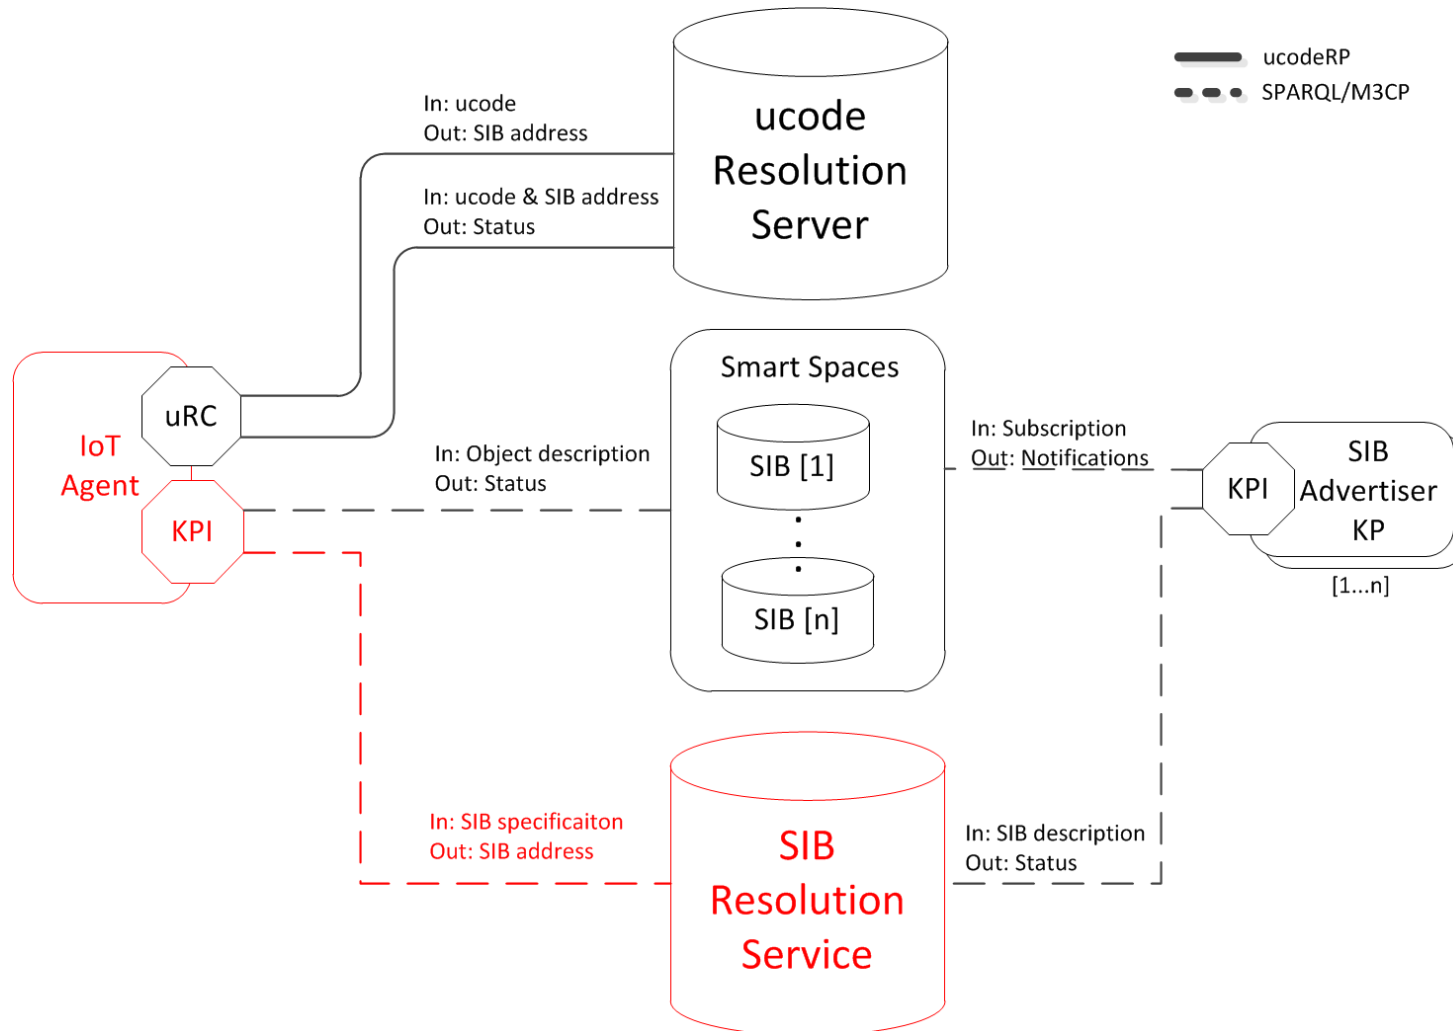 ucodeRP
SPARQL/M3CP
In: ucode
Out: SIB address
ucode
Resolution
Server
In: ucode & SIB address
Out: Status
Smart Spaces
uRC
IoT
Agent
KPI
In: Object description
Out: Status
SIB [1]
SIB [n]
In: Subscription
Out: Notifications
KPI
SIB
Advertiser
KP
[1...n]
In: SIB specificaiton
Out: SIB address
SIB
Resolution
Service
In: SIB description
Out: Status